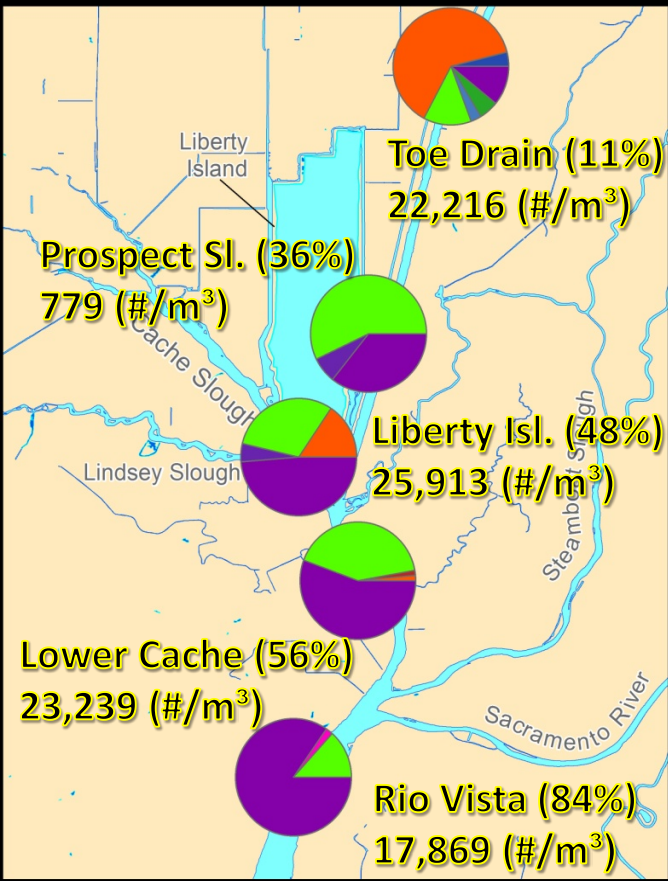 Toe Drain (11%)
22,216 (#/m³)
Liberty
Island
Prospect Sl. (36%)
779 (#/m³)
Cache Slough
Liberty Isl. (48%)
25,913 (#/m³)
Lindsey Slough
Steamboat Slough
Lower Cache (56%)
23,239 (#/m³)
Sacramento River
Rio Vista (84%)
17,869 (#/m³)